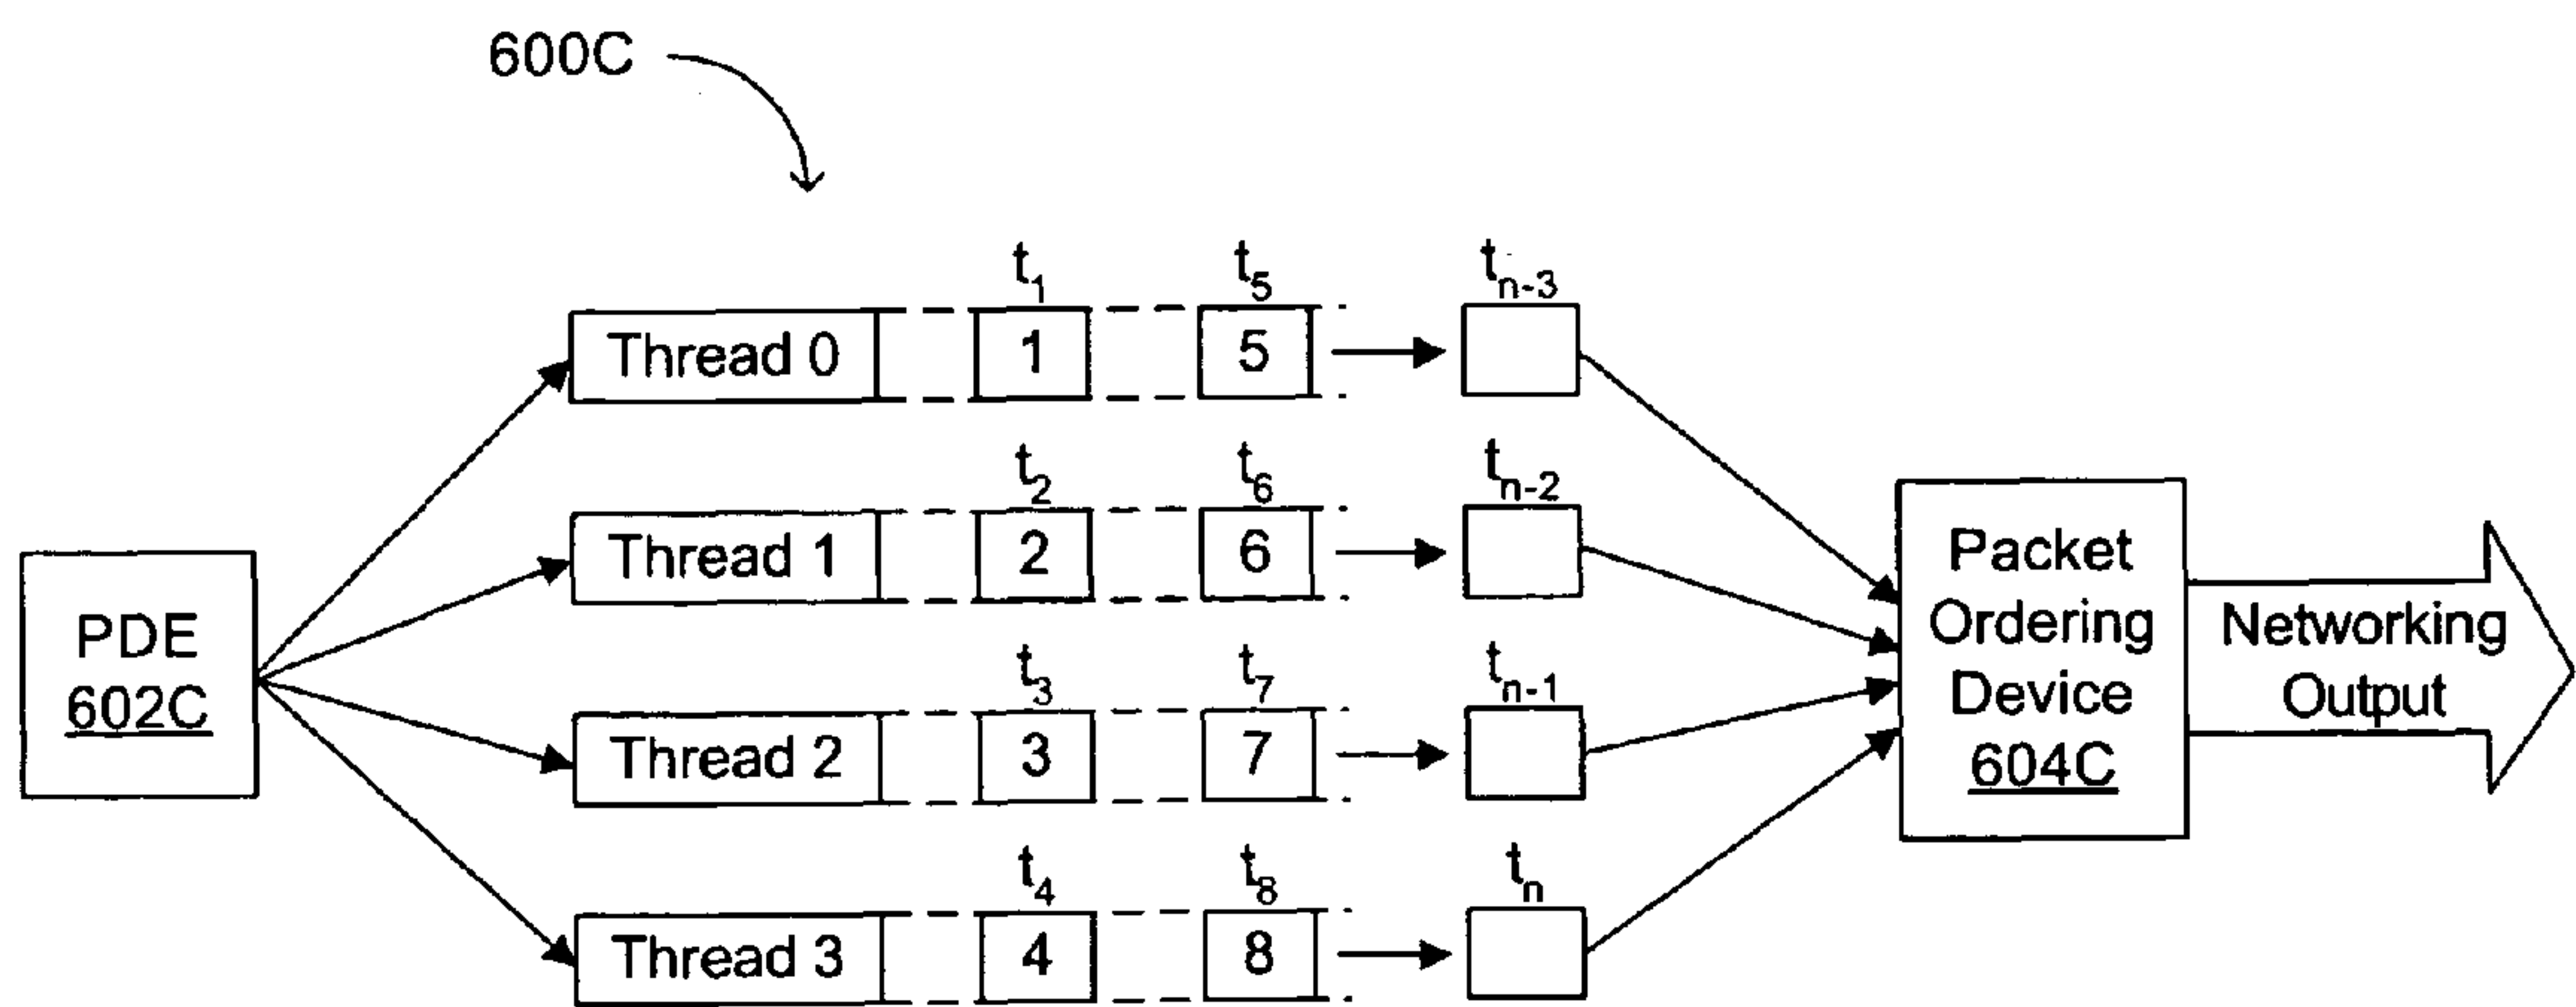 600C
t1 t5 tn-3
Thread 0 1 5
t2 t6 tn-2
Thread 1 2 6
t3 t7 tn-1
Thread 2 3 7
t4 t8 tn
Thread 3 4 8
PDE
602C
Packet
Ordering
Device
604C
Networking
Output